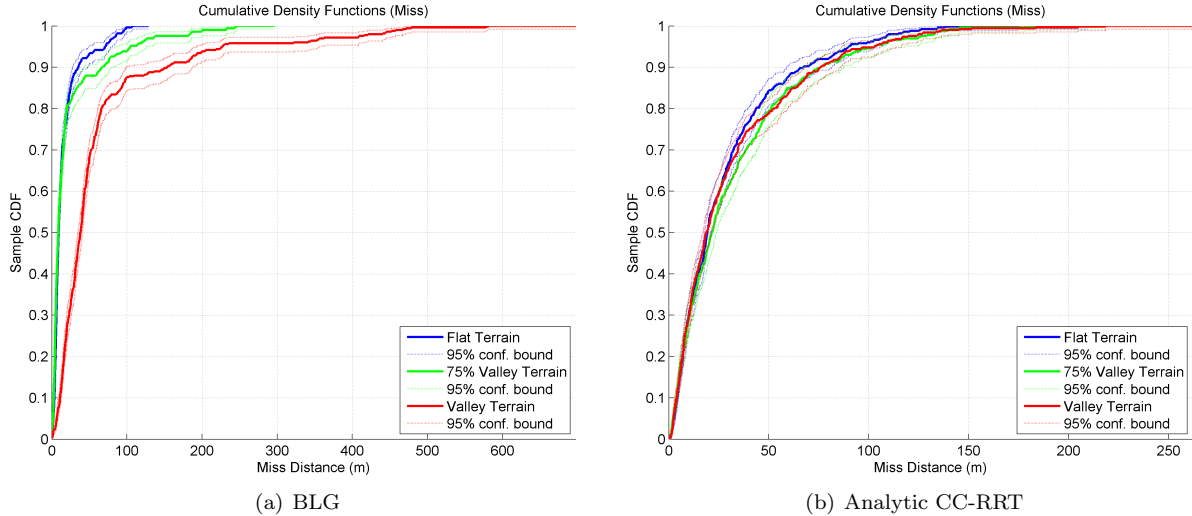 Cumulative Density Functions (Miss)
1
0.9
0.8
0.7
0.6
0.5
0.4
0.3
0.2
0.1
0
Sample CDF
0 100 200 300 400 500 600
Miss Distance (m)
Flat Terrain
95% conf. bound
75% Valley Terrain
95% conf. bound
Valley Terrain
95% conf. bound
(a) BLG
Cumulative Density Functions (Miss)
1
0.9
0.8
0.7
0.6
0.5
0.4
0.3
0.2
0.1
0
Sample CDF
0 50 100 150 200 250
Miss Distance (m)
Flat Terrain
95% conf. bound
75% Valley Terrain
95% conf. bound
Valley Terrain
95% conf. bound
(b) Analytic CC-RRT